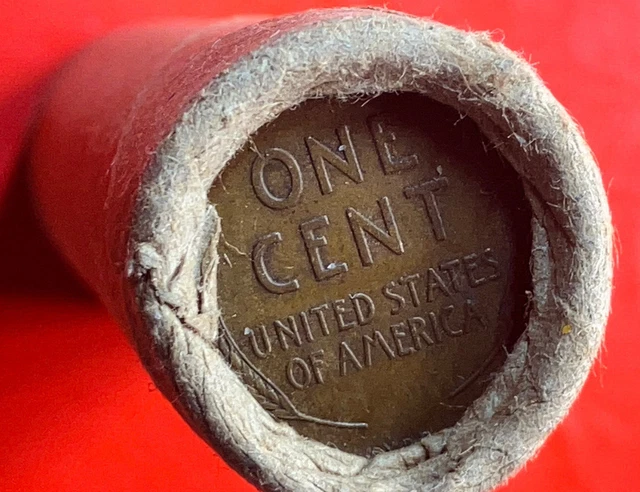 ONE
CENT
UNITED STATES
OF AMERICA